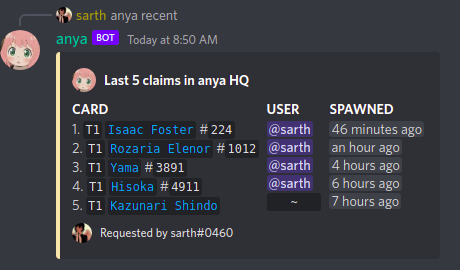 sarth anya recent
anya BOT Today at 8:50 AM
Last 5 claims in anya HQ
CARD USER SPAWNED
1. T1 Isaac Foster #224 @sarth 46 minutes ago
2. T1 Rozaria Elenor #1012 @sarth an hour ago
3. T1 Yama #3891 @sarth 4 hours ago
4. T1 Hisoka #4911 @sarth 6 hours ago
5. T1 Kazunari Shindo ~ 7 hours ago
Requested by sarth#0460